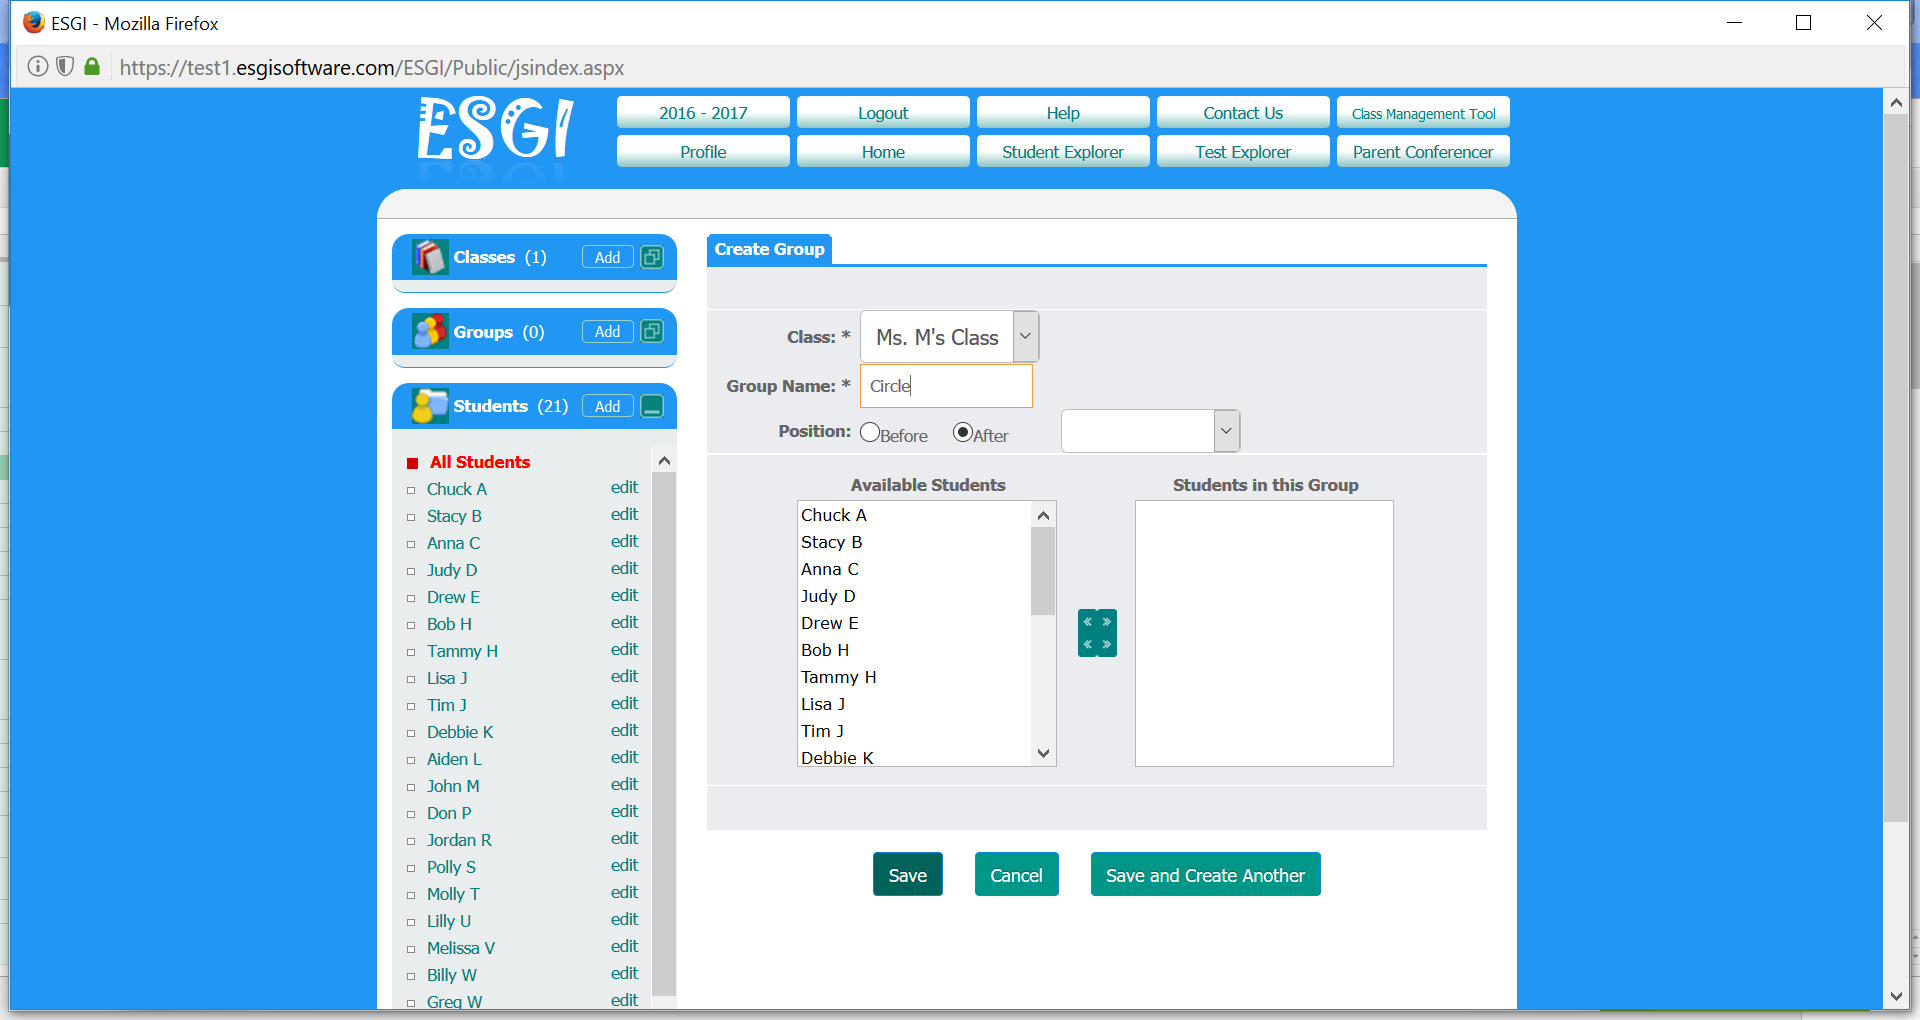 ESGI - Mozilla Firefox
https://test1.esgisoftware.com/ESGI/Public/jsindex.aspx
ESGI
2016 - 2017 Logout Help Contact Us Class Management Tool
Profile Home Student Explorer Test Explorer Parent Conferencer
Classes (1) Add
Groups (0) Add
Students (21) Add
All Students
Chuck A edit
Stacy B edit
Anna C edit
Judy D edit
Drew E edit
Bob H edit
Tammy H edit
Lisa J edit
Tim J edit
Debbie K edit
Aiden L edit
John M edit
Don P edit
Jordan R edit
Polly S edit
Molly T edit
Lilly U edit
Melissa V edit
Billy W edit
Greg W edit
Create Group
Class: * Ms. M's Class
Group Name: * Circle
Position: Before After
Available Students
Chuck A
Stacy B
Anna C
Judy D
Drew E
Bob H
Tammy H
Lisa J
Tim J
Debbie K
Students in this Group
Save Cancel Save and Create Another